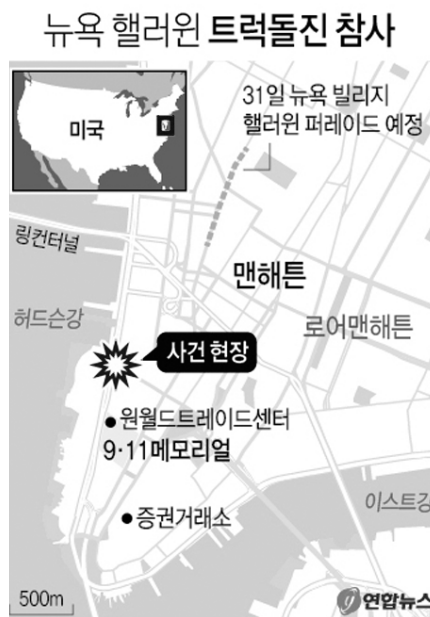 뉴욕 핼러윈 트럭돌진 참사
미국
31일 뉴욕 빌리지
핼러윈 퍼레이드 예정
링컨터널
맨해튼
허드슨강
로어맨해튼
사건 현장
원월드트레이드센터
9·11메모리얼
이스트강
증권거래소
500m
연합뉴스